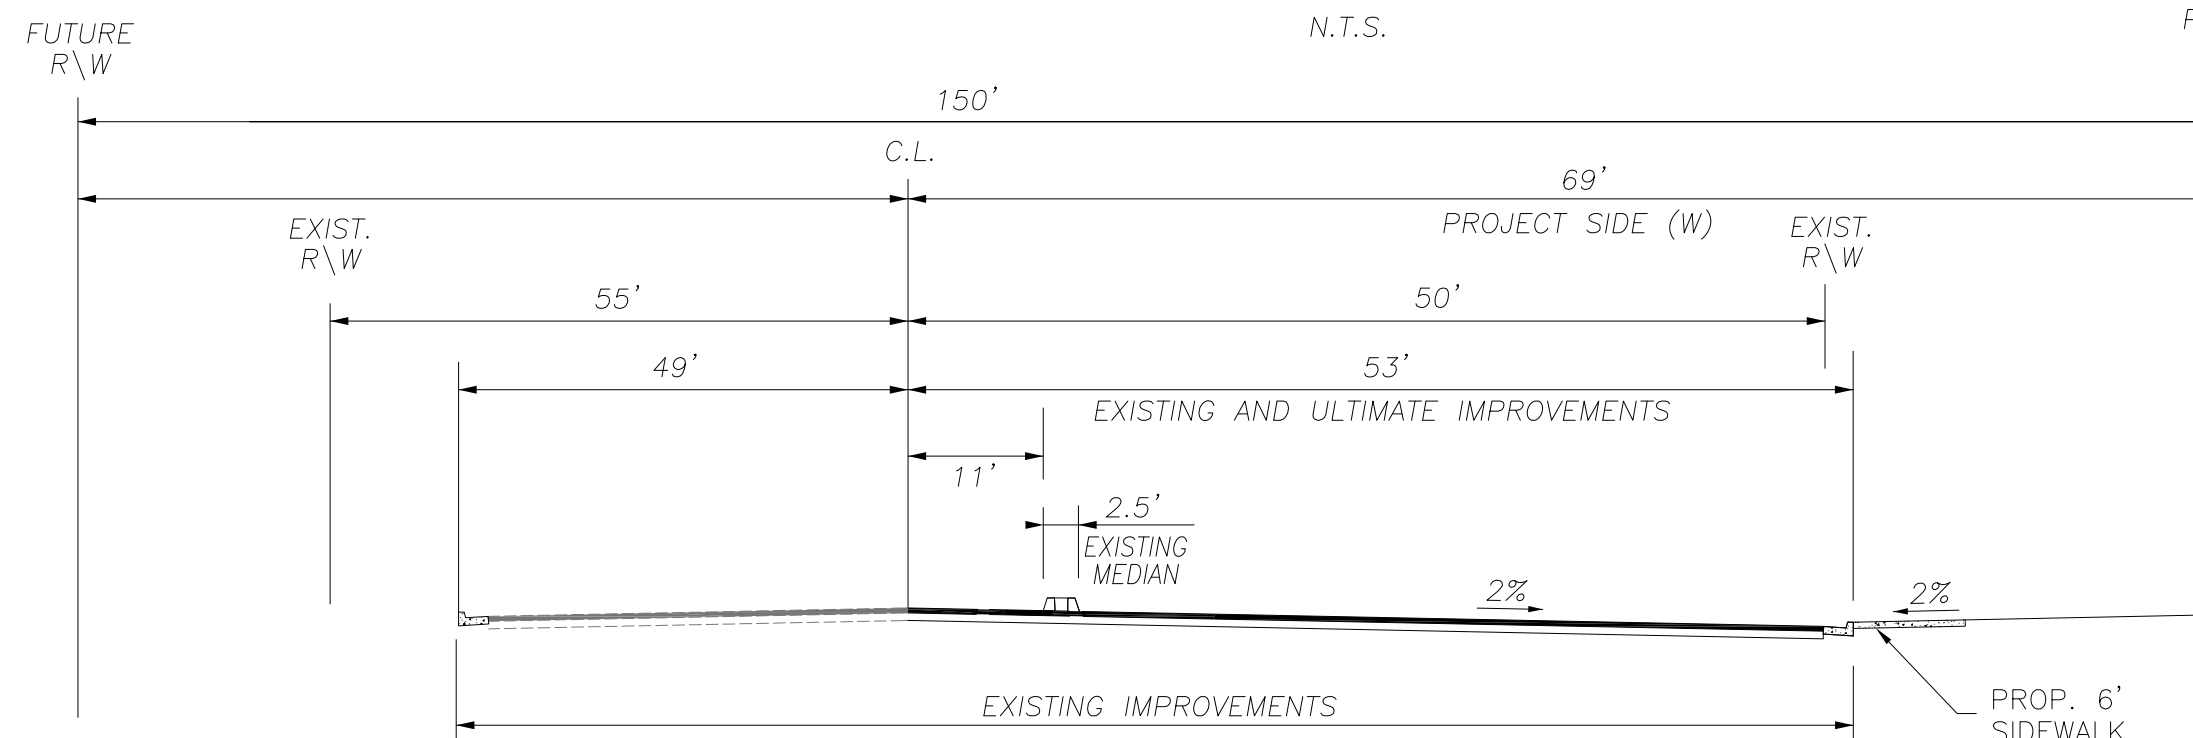 N.T.S.
FUTURE
R\W
150'
C.L.
69'
PROJECT SIDE (W)
EXIST.
R\W
EXIST.
R\W
55'
50'
49'
53'
EXISTING AND ULTIMATE IMPROVEMENTS
11'
2.5'
EXISTING
MEDIAN
2%
2%
EXISTING IMPROVEMENTS
PROP. 6'
SIDEWALK